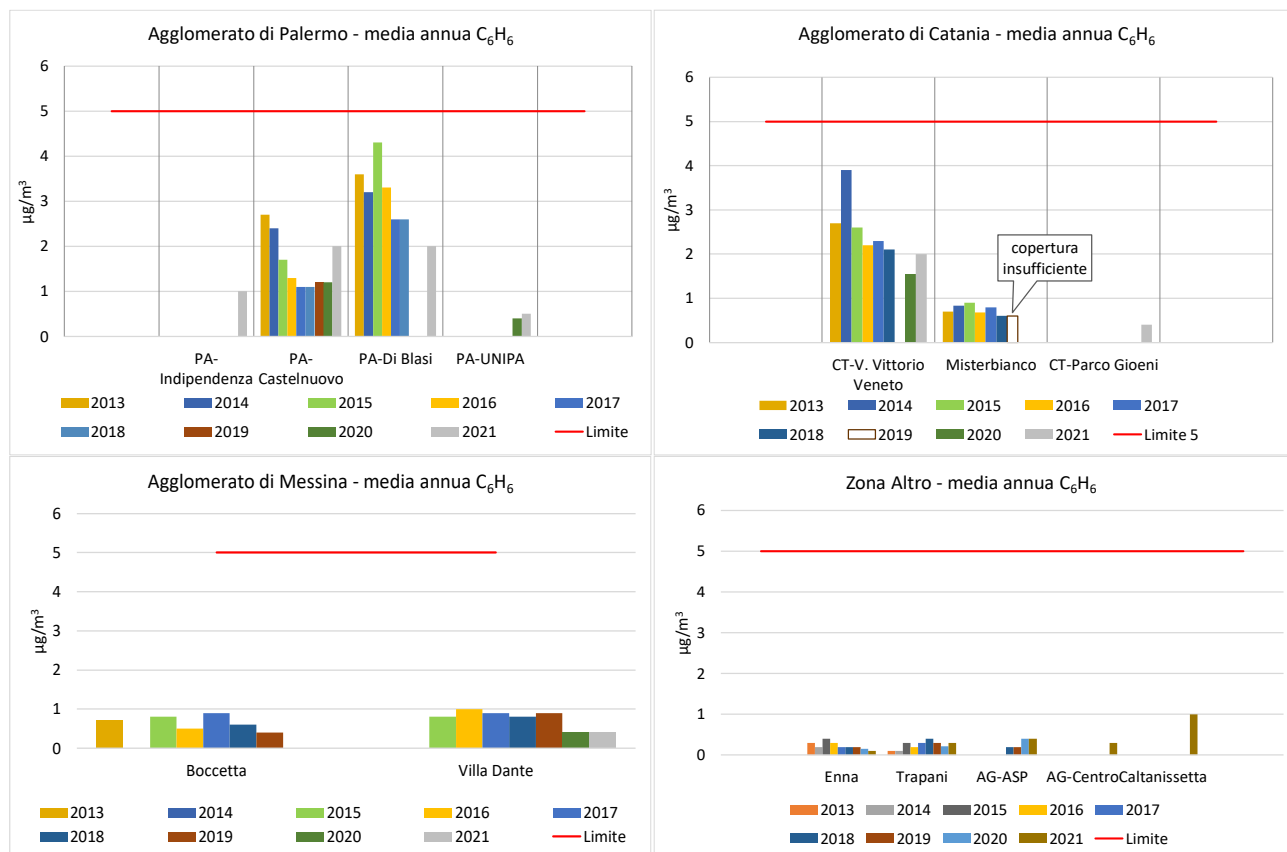 Agglomerato di Palermo - media annua C₆H₆
6
5
4
3
2
1
0
µg/m³
PA-
Indipendenza
PA-
Castelnuovo
PA-Di Blasi
PA-UNIPA
2013
2014
2015
2016
2017
2018
2019
2020
2021
Limite
Agglomerato di Catania - media annua C₆H₆
6
5
4
3
2
1
0
µg/m³
copertura
insufficiente
CT-V. Vittorio
Veneto
Misterbianco
CT-Parco Gioeni
2013
2014
2015
2016
2017
2018
2019
2020
2021
Limite 5
Agglomerato di Messina - media annua C₆H₆
6
5
4
3
2
1
0
µg/m³
Boccetta
Villa Dante
2013
2014
2015
2016
2017
2018
2019
2020
2021
Limite
Zona Altro - media annua C₆H₆
6
5
4
3
2
1
0
µg/m³
Enna
Trapani
AG-ASP
AG-Centro
Caltanissetta
2013
2014
2015
2016
2017
2018
2019
2020
2021
Limite